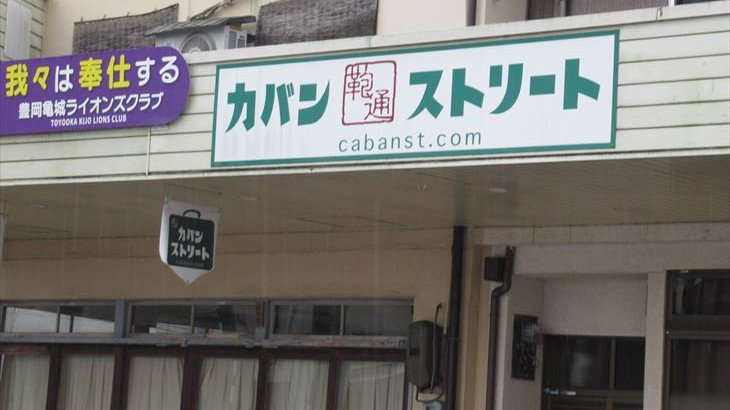 我々は奉仕する
豊岡亀城ライオンズクラブ
TOYOOKA KIJO LIONS CLUB
カバン鞄通ストリート
cabanst.com
カバン
ストリート